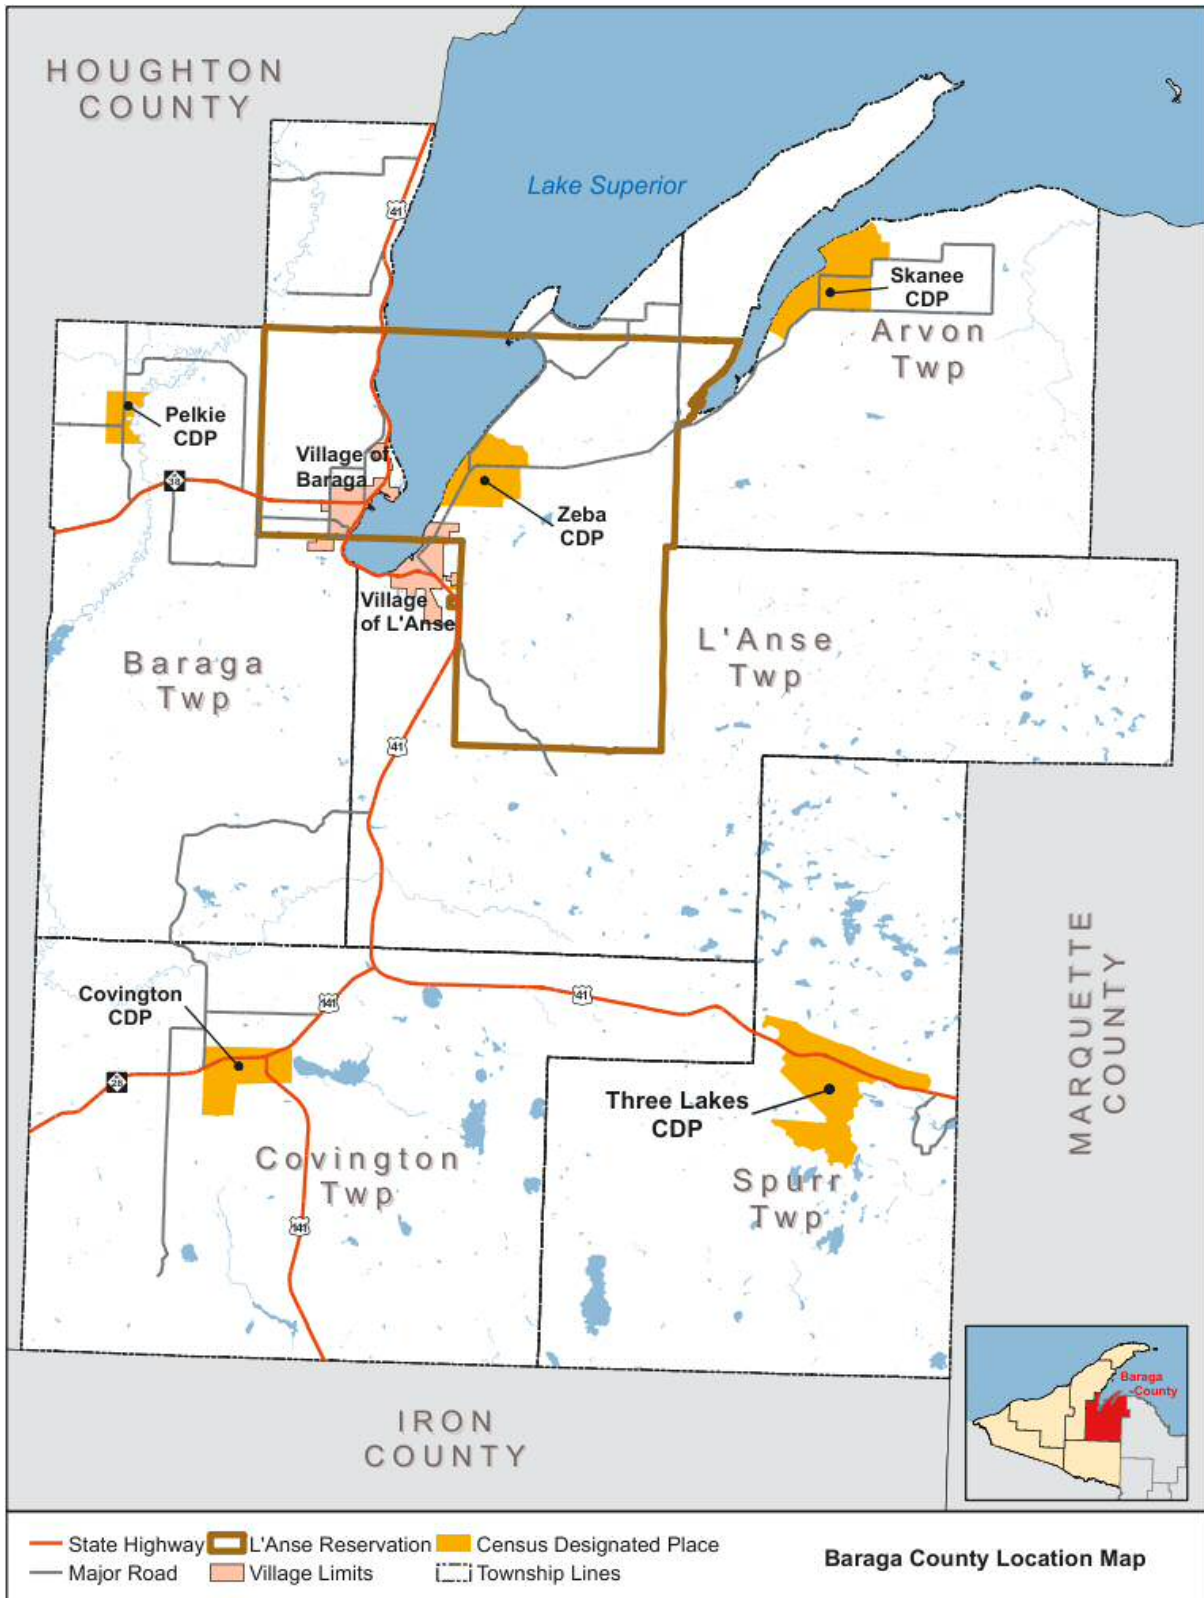 HOUGHTON
COUNTY
41
Lake Superior
Skanee
CDP
Arvon
Twp
Pelkie
CDP
38
Village of
Baraga
Zeba
CDP
Village
of L'Anse
Baraga
Twp
L'Anse
Twp
41
Covington
CDP
141
41
28
Three Lakes
CDP
Covington
Twp
Spurr
Twp
141
MARQUETTE
COUNTY
IRON
COUNTY
Baraga
County
State Highway
L'Anse Reservation
Census Designated Place
Major Road
Village Limits
Township Lines
Baraga County Location Map